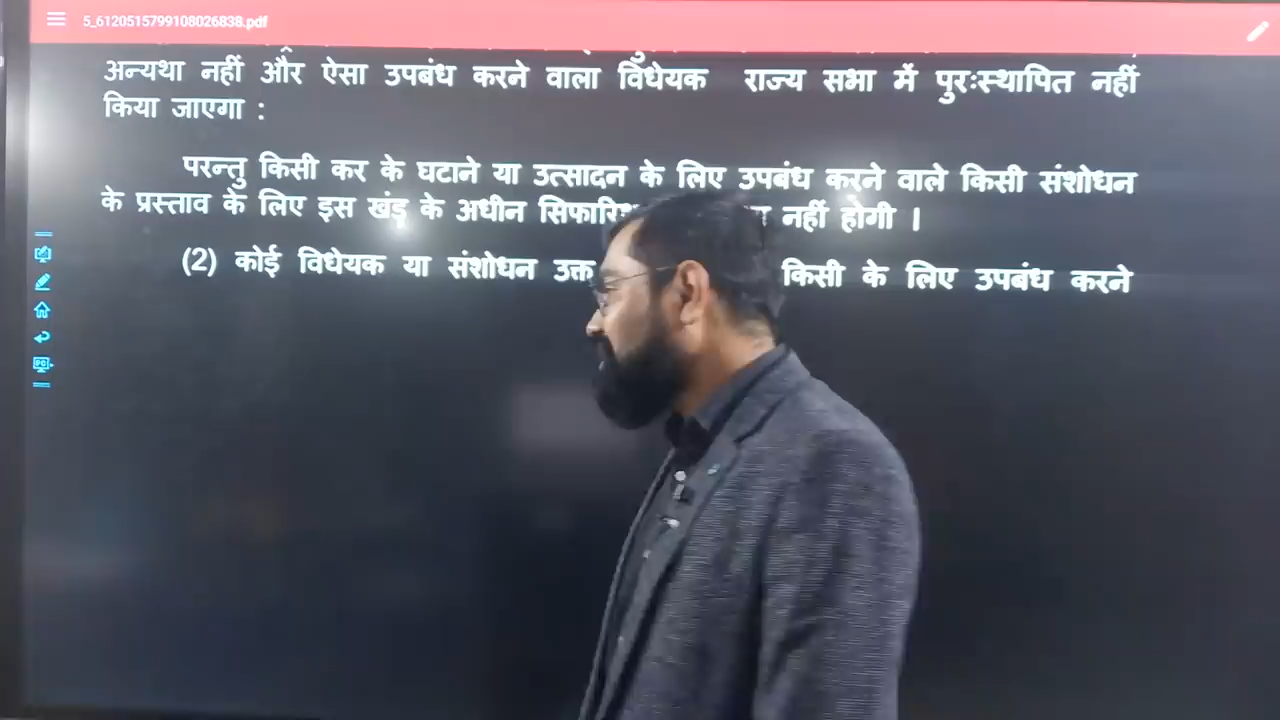 5_6120515799108026838.pdf
अन्यथा नहीं और ऐसा उपबंध करने वाला विधेयक राज्य सभा में पुरःस्थापित नहीं
किया जाएगा :
परन्तु किसी कर के घटाने या उत्सादन के लिए उपबंध करने वाले किसी संशोधन
के प्रस्ताव के लिए इस खंड के अधीन नहीं होगी ।
(2) कोई विधेयक या संशोधन उक्त किसी के लिए उपबंध करने